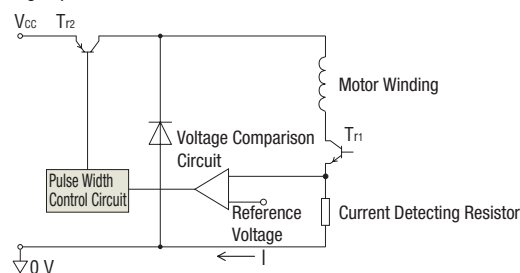 Vcc
Tr2
Motor Winding
Voltage Comparison
Circuit
Tr1
Pulse Width
Control Circuit
Reference
Voltage
Current Detecting Resistor
I
0 V